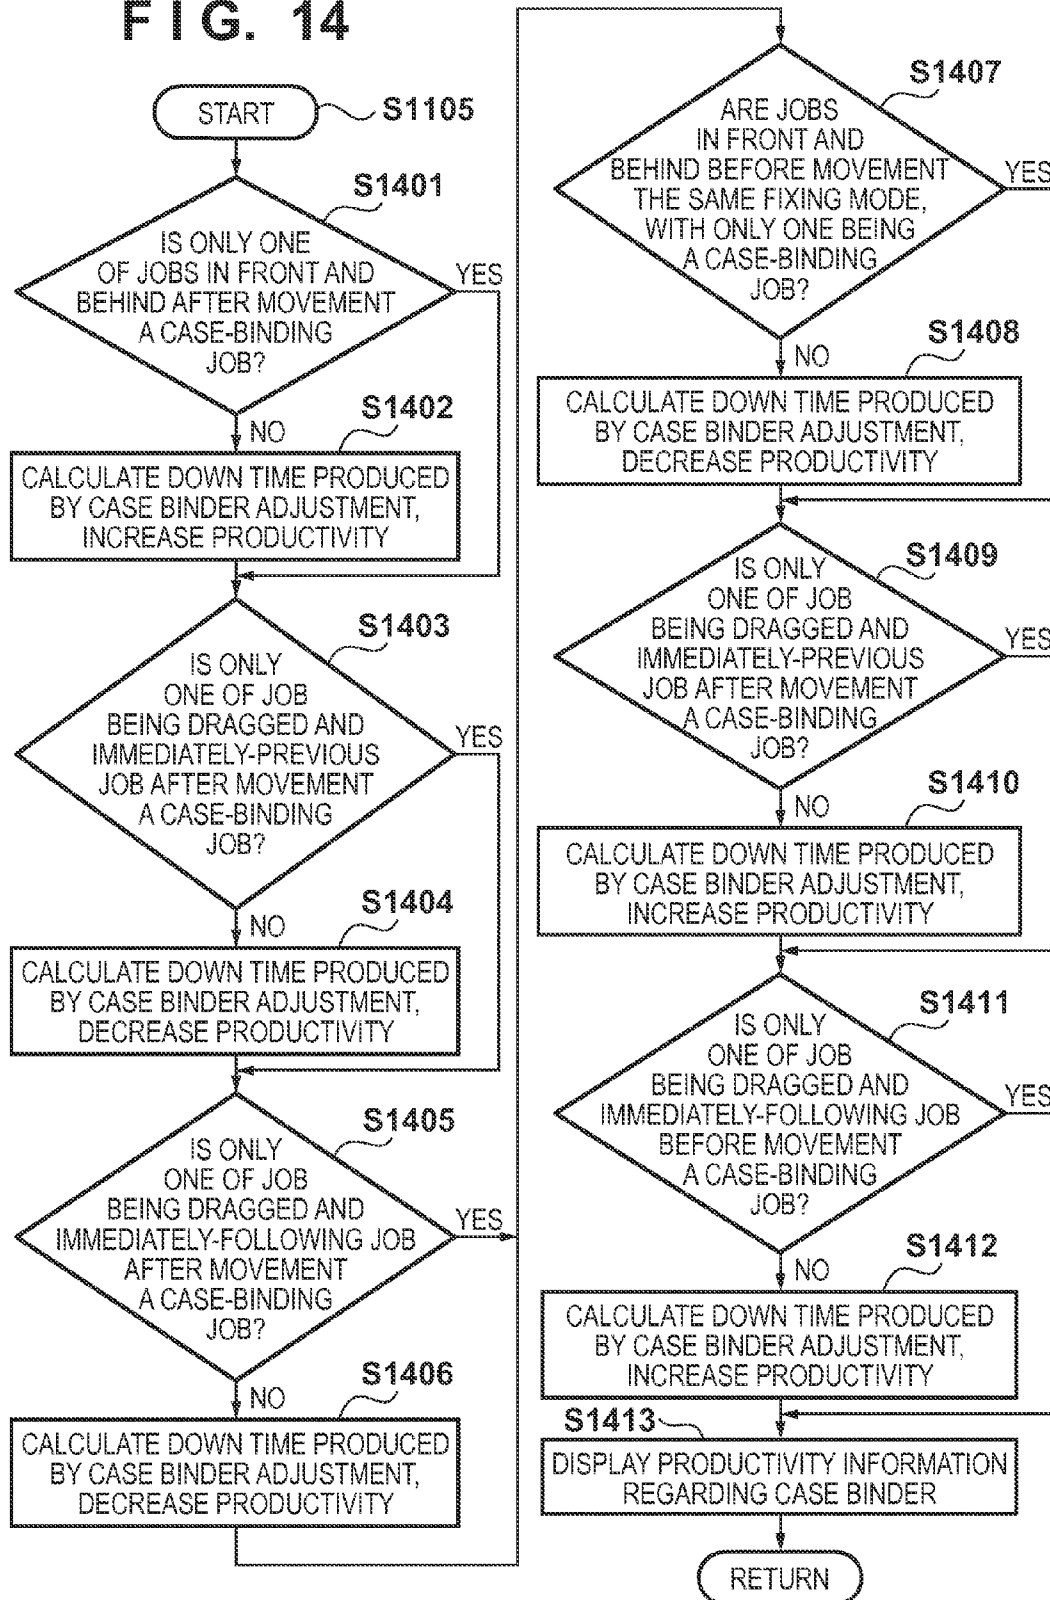 FIG. 14
START
S1105
S1401
IS ONLY ONE
OF JOBS IN FRONT AND
BEHIND AFTER MOVEMENT
A CASE-BINDING
JOB?
YES
NO
S1402
CALCULATE DOWN TIME PRODUCED
BY CASE BINDER ADJUSTMENT,
INCREASE PRODUCTIVITY
S1403
IS ONLY
ONE OF JOB
BEING DRAGGED AND
IMMEDIATELY-PREVIOUS
JOB AFTER MOVEMENT
A CASE-BINDING
JOB?
YES
NO
S1404
CALCULATE DOWN TIME PRODUCED
BY CASE BINDER ADJUSTMENT,
DECREASE PRODUCTIVITY
S1405
IS ONLY
ONE OF JOB
BEING DRAGGED AND
IMMEDIATELY-FOLLOWING JOB
AFTER MOVEMENT
A CASE-BINDING
JOB?
YES
NO
S1406
CALCULATE DOWN TIME PRODUCED
BY CASE BINDER ADJUSTMENT,
DECREASE PRODUCTIVITY
S1407
ARE JOBS
IN FRONT AND
BEHIND BEFORE MOVEMENT
THE SAME FIXING MODE,
WITH ONLY ONE BEING
A CASE-BINDING
JOB?
YES
NO
S1408
CALCULATE DOWN TIME PRODUCED
BY CASE BINDER ADJUSTMENT,
DECREASE PRODUCTIVITY
S1409
IS ONLY
ONE OF JOB
BEING DRAGGED AND
IMMEDIATELY-PREVIOUS
JOB AFTER MOVEMENT
A CASE-BINDING
JOB?
YES
NO
S1410
CALCULATE DOWN TIME PRODUCED
BY CASE BINDER ADJUSTMENT,
INCREASE PRODUCTIVITY
S1411
IS ONLY
ONE OF JOB
BEING DRAGGED AND
IMMEDIATELY-FOLLOWING JOB
BEFORE MOVEMENT
A CASE-BINDING
JOB?
YES
NO
S1412
CALCULATE DOWN TIME PRODUCED
BY CASE BINDER ADJUSTMENT,
INCREASE PRODUCTIVITY
S1413
DISPLAY PRODUCTIVITY INFORMATION
REGARDING CASE BINDER
RETURN